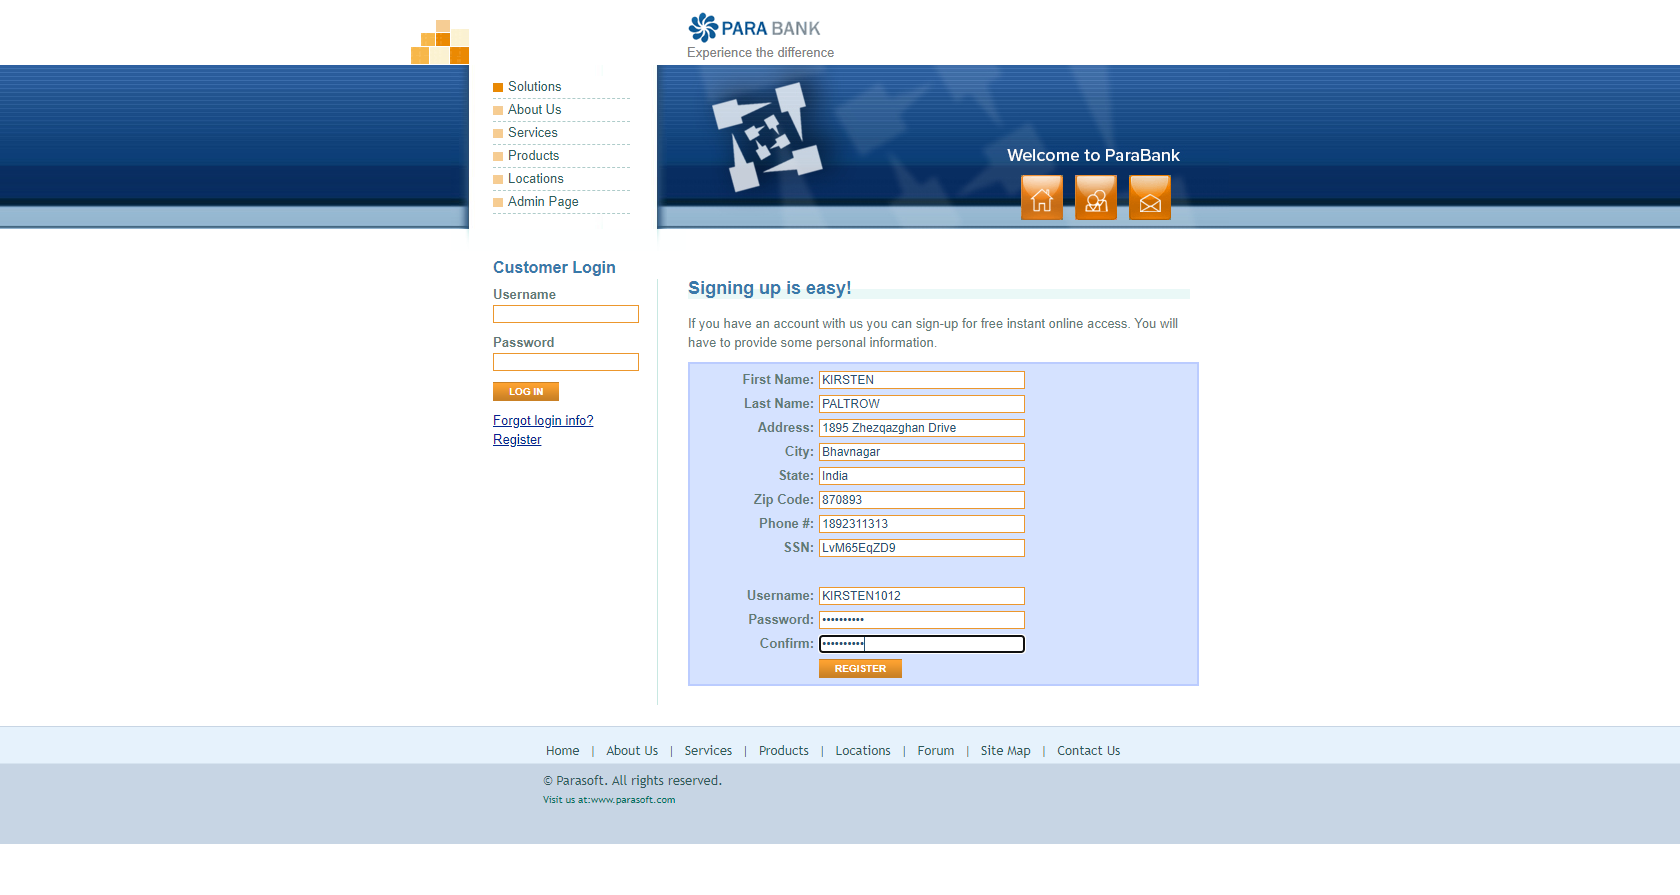 PARA BANK
Experience the difference
Solutions
About Us
Services
Products
Locations
Admin Page
Welcome to ParaBank
Customer Login
Username
Password
LOG IN
Forgot login info?
Register
Signing up is easy!
If you have an account with us you can sign-up for free instant online access. You will
have to provide some personal information.
First Name: KIRSTEN
Last Name: PALTROW
Address: 1895 Zhezqazghan Drive
City: Bhavnagar
State: India
Zip Code: 870893
Phone #: 1892311313
SSN: LvM65EqZD9
Username: KIRSTEN1012
Password: ••••••••••
Confirm: ••••••••••
REGISTER
Home | About Us | Services | Products | Locations | Forum | Site Map | Contact Us
© Parasoft. All rights reserved.
Visit us at:www.parasoft.com